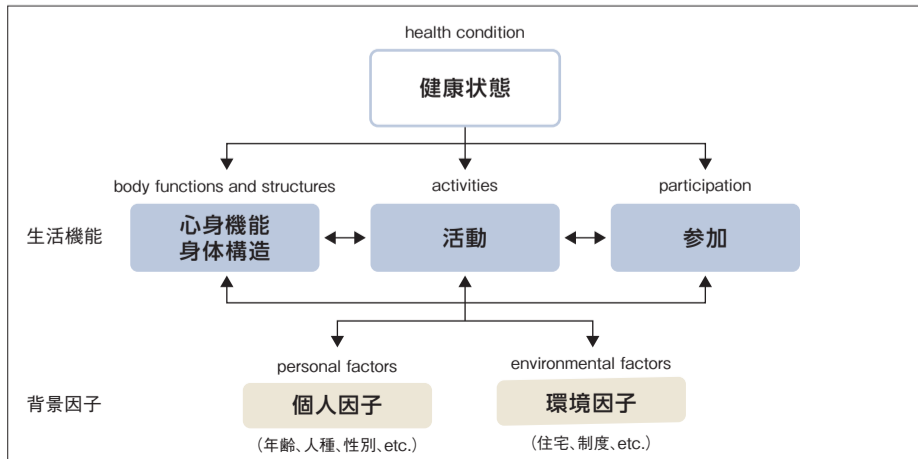 health condition
健康状態
body functions and structures
activities
participation
生活機能
心身機能
身体構造
活動
参加
personal factors
environmental factors
背景因子
個人因子
環境因子
（年齢、人種、性別、etc.）
（住宅、制度、etc.）